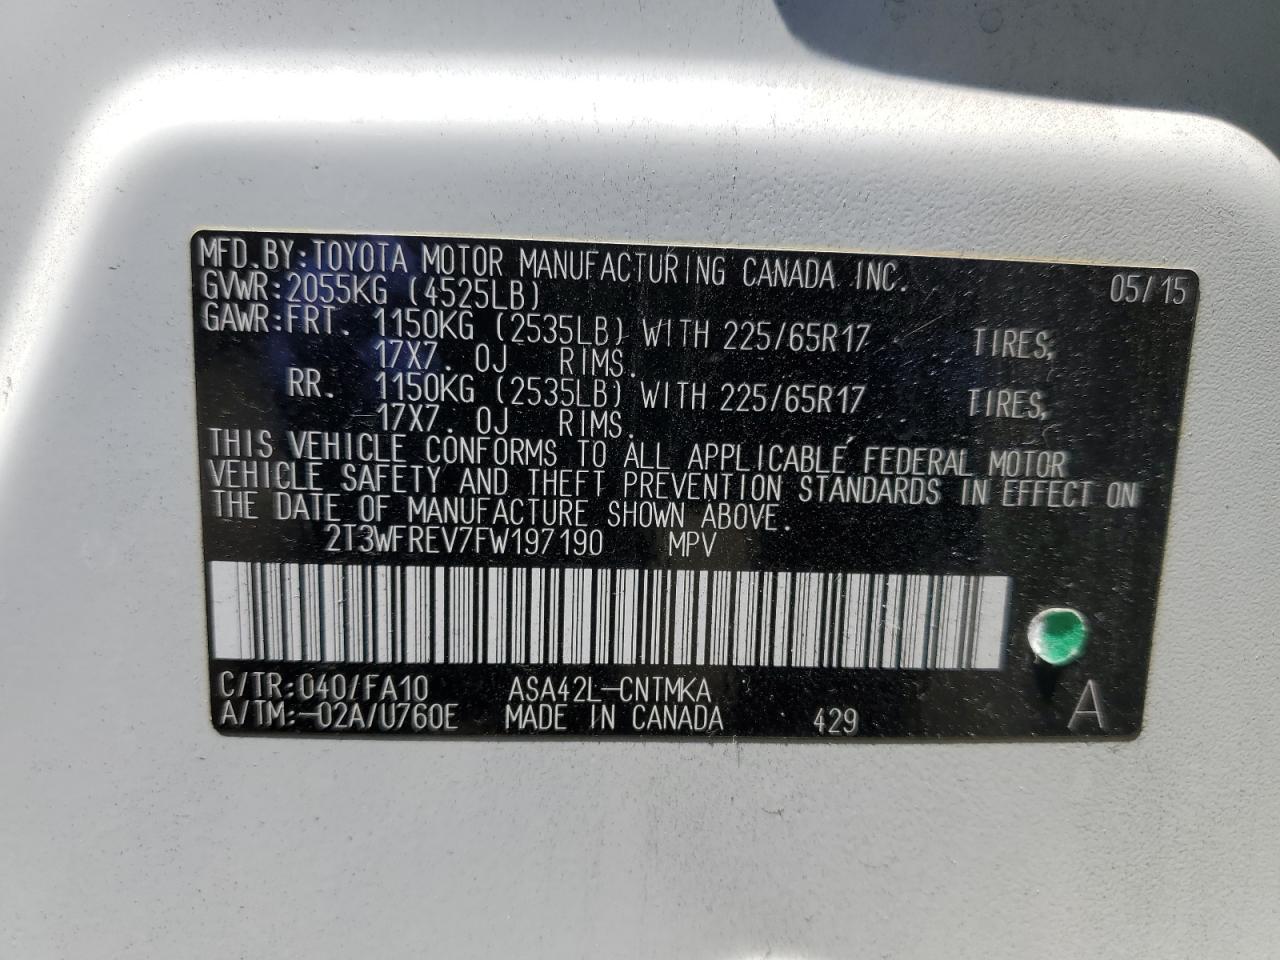 MFD.BY:TOYOTA MOTOR MANUFACTURING CANADA INC. 05/15
GVWR:2055KG (4525LB)
GAWR:FRT. 1150KG (2535LB) WITH 225/65R17 TIRES,
17X7.0J RIMS.
RR. 1150KG (2535LB) WITH 225/65R17 TIRES,
17X7.0J RIMS.
THIS VEHICLE CONFORMS TO ALL APPLICABLE FEDERAL MOTOR
VEHICLE SAFETY AND THEFT PREVENTION STANDARDS IN EFFECT ON
THE DATE OF MANUFACTURE SHOWN ABOVE.
2T3WFREV7FW197190 MPV
C/TR:040/FA10 ASA42L-CNTMKA
A/TM:-02A/U760E MADE IN CANADA 429 A